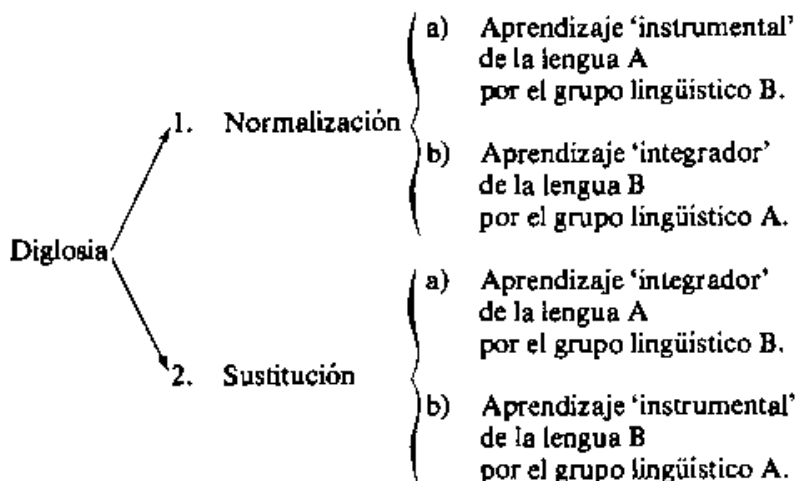 a) Aprendizaje ‘instrumental’
de la lengua A
por el grupo lingüístico B.
1. Normalización
b) Aprendizaje ‘integrador’
de la lengua B
por el grupo lingüístico A.
Diglosia
a) Aprendizaje ‘integrador’
de la lengua A
por el grupo lingüístico B.
2. Sustitución
b) Aprendizaje ‘instrumental’
de la lengua B
por el grupo lingüístico A.